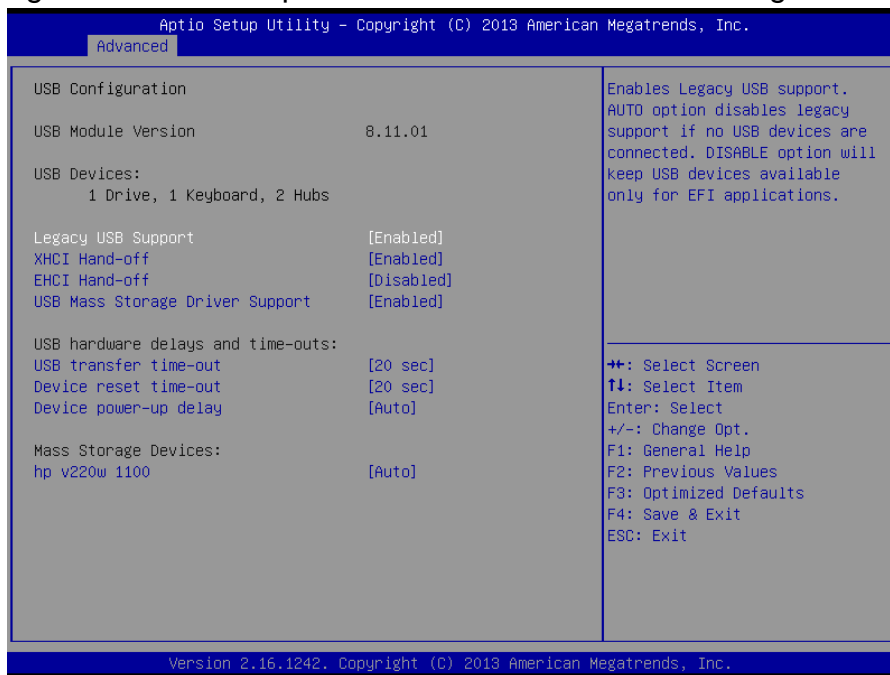 Aptio Setup Utility – Copyright (C) 2013 American Megatrends, Inc.
Advanced
USB Configuration
USB Module Version 8.11.01
USB Devices:
1 Drive, 1 Keyboard, 2 Hubs
Legacy USB Support [Enabled]
XHCI Hand-off [Enabled]
EHCI Hand-off [Disabled]
USB Mass Storage Driver Support [Enabled]
USB hardware delays and time-outs:
USB transfer time-out [20 sec]
Device reset time-out [20 sec]
Device power-up delay [Auto]
Mass Storage Devices:
hp v220w 1100 [Auto]
Enables Legacy USB support.
AUTO option disables legacy
support if no USB devices are
connected. DISABLE option will
keep USB devices available
only for EFI applications.
→←: Select Screen
↑↓: Select Item
Enter: Select
+/-: Change Opt.
F1: General Help
F2: Previous Values
F3: Optimized Defaults
F4: Save & Exit
ESC: Exit
Version 2.16.1242. Copyright (C) 2013 American Megatrends, Inc.